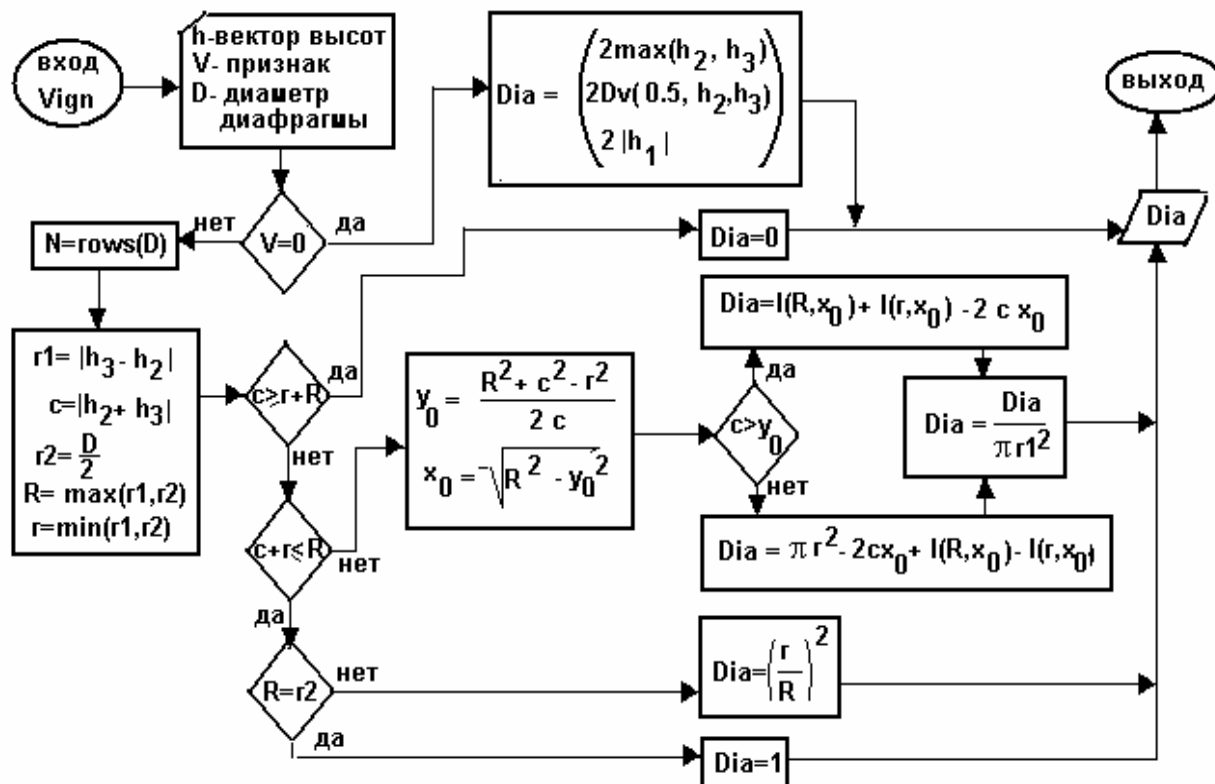 вход
Vign
h-вектор высот
V- признак
D- диаметр
диафрагмы
Dia =
2max(h₂, h₃)
2Dv( 0.5, h₂,h₃)
2 |h₁|
выход
Dia
нет
V=0
да
N=rows(D)
Dia=0
r1= |h₃ - h₂|
c=|h₂+ h₃|
r2= D/2
R= max(r1,r2)
r=min(r1,r2)
c≥r+R
да
нет
y₀ = (R² + c² - r²)/(2 c)
x₀ = √(R² - y₀²)
Dia=I(R,x₀) + I(r,x₀) - 2 c x₀
да
c>y₀
нет
Dia = Dia/(π r1²)
Dia = π r² - 2cx₀ + I(R,x₀) - I(r,x₀)
c+r≤R
нет
да
R=r2
нет
Dia=(r/R)²
да
Dia=1